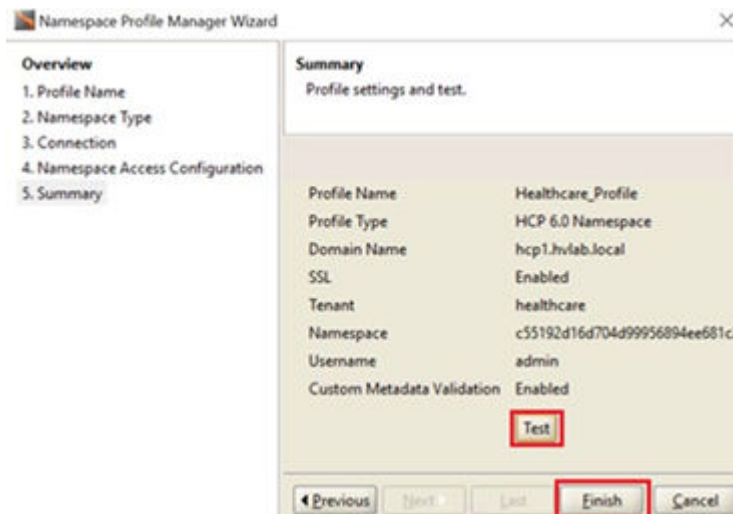 Namespace Profile Manager Wizard
Overview
1. Profile Name
2. Namespace Type
3. Connection
4. Namespace Access Configuration
5. Summary
Summary
Profile settings and test.
Profile Name Healthcare_Profile
Profile Type HCP 6.0 Namespace
Domain Name hcp1.hvlab.local
SSL Enabled
Tenant healthcare
Namespace c55192d16d704d99956894ee681c
Username admin
Custom Metadata Validation Enabled
Test
Previous Next Last Finish Cancel